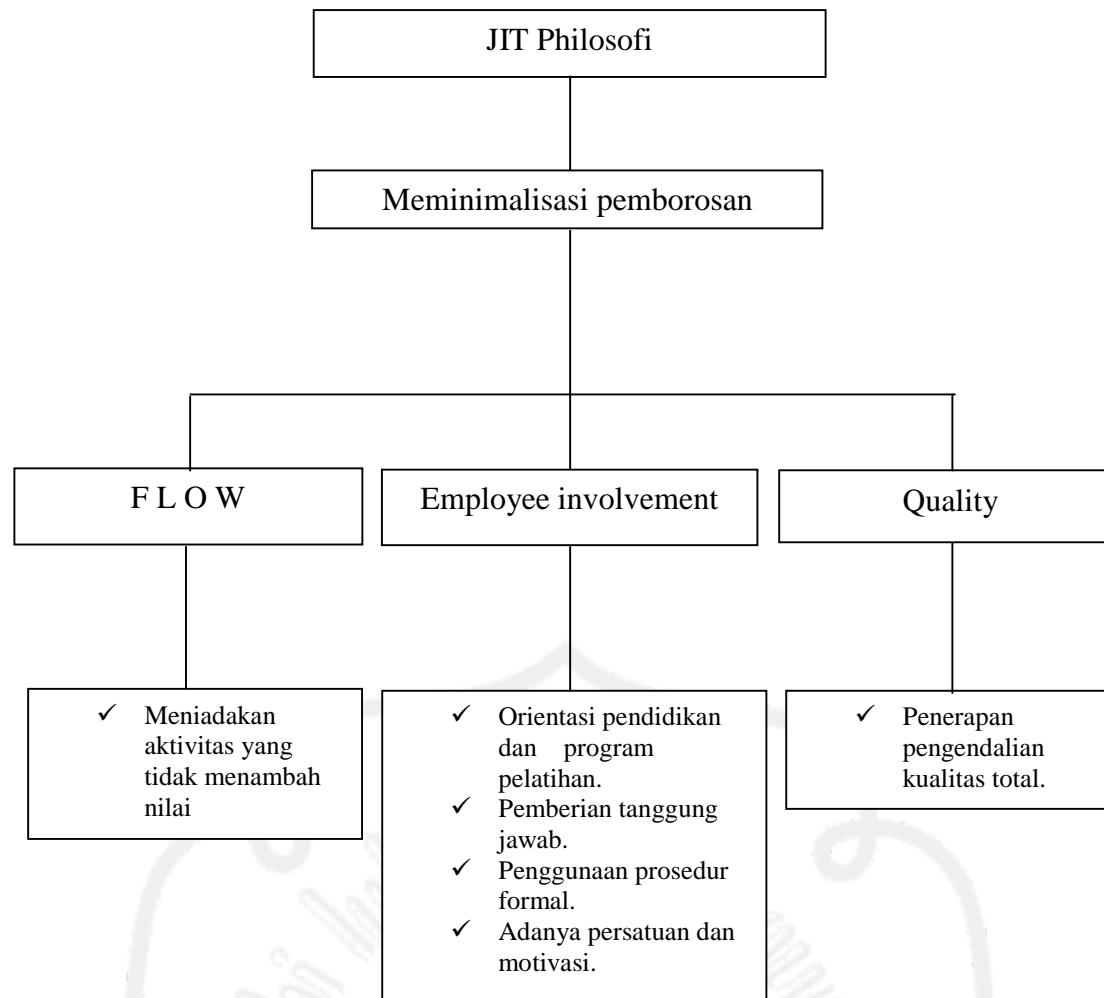 JIT Philosofi
Meminimalisasi pemborosan
F L O W
Employee involvement
Quality
✓ Meniadakan
aktivitas yang
tidak menambah
nilai
✓ Orientasi pendidikan
dan program
pelatihan.
✓ Pemberian tanggung
jawab.
✓ Penggunaan prosedur
formal.
✓ Adanya persatuan dan
motivasi.
✓ Penerapan
pengendalian
kualitas total.